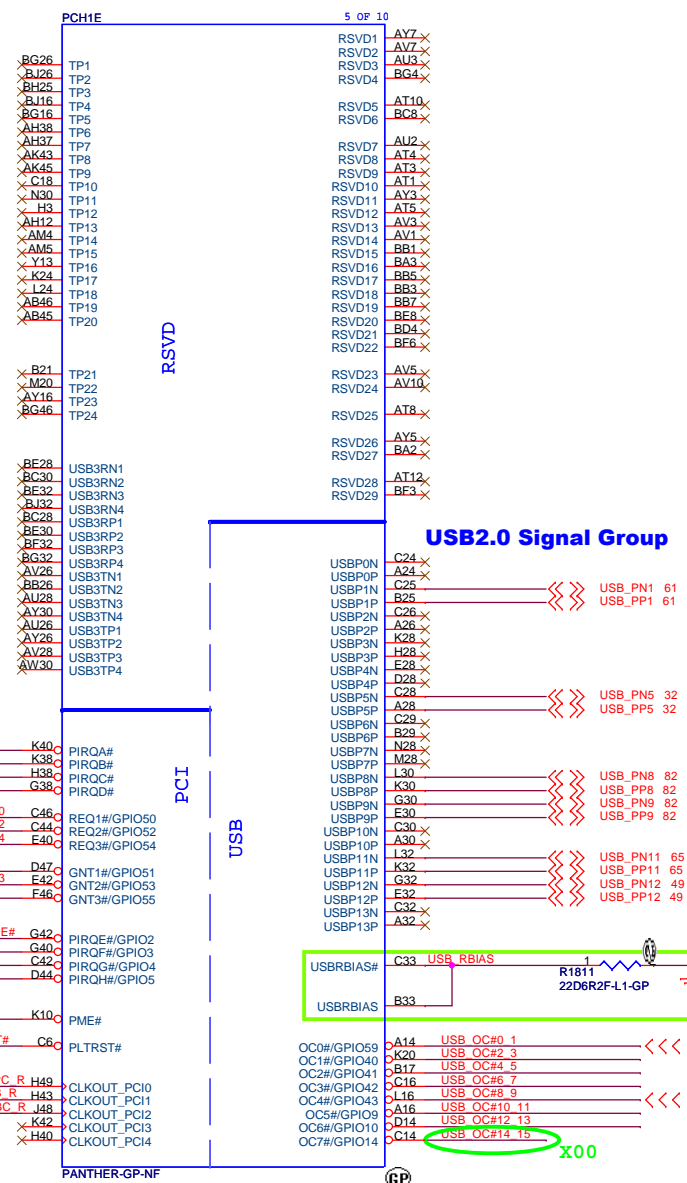 PCH1E 5 OF 10
RSVD1 AY7
RSVD2 AV7
BG26 TP1 RSVD3 AU3
BJ26 TP2 RSVD4 BG4
BH25 TP3
BJ16 TP4 RSVD5 AT10
BG16 TP5 RSVD6 BC8
AH38 TP6
AH37 TP7 RSVD7 AU2
AK43 TP8 RSVD8 AT4
AK45 TP9 RSVD9 AT3
C18 TP10 RSVD10 AT1
N30 TP11 RSVD11 AY3
H3 TP12 RSVD12 AT5
AH12 TP13 RSVD13 AV3
AM4 TP14 RSVD14 AV1
AM5 TP15 RSVD15 BB1
Y13 TP16 RSVD16 BA3
K24 TP17 RSVD17 BB5
L24 TP18 RSVD18 BB3
AB46 TP19 RSVD19 BB7
AB45 TP20 RSVD20 BE8
RSVD21 BD4
RSVD22 BF6
RSVD
B21 TP21 RSVD23 AV5
M20 TP22 RSVD24 AV10
AY16 TP23
BG46 TP24 RSVD25 AT8
RSVD26 AY5
RSVD27 BA2
BE28 USB3RN1
BC30 USB3RN2 RSVD28 AT12
BE32 USB3RN3 RSVD29 BF3
BJ32 USB3RN4
BC28 USB3RP1
BE30 USB3RP2
BF32 USB3RP3
BG32 USB3RP4
AV26 USB3TN1
BB26 USB3TN2
AU28 USB3TN3
AY30 USB3TN4
AU26 USB3TP1
AY26 USB3TP2
AV28 USB3TP3
AW30 USB3TP4
USB2.0 Signal Group
USBP0N C24
USBP0P A24
USBP1N C25 USB_PN1 61
USBP1P B25 USB_PP1 61
USBP2N C26
USBP2P A26
USBP3N K28
USBP3P H28
USBP4N E28
USBP4P D28
USBP5N C28 USB_PN5 32
USBP5P A28 USB_PP5 32
USBP6N C29
USBP6P B29
USBP7N N28
USBP7P M28
USBP8N L30 USB_PN8 82
USBP8P K30 USB_PP8 82
USBP9N G30 USB_PN9 82
USBP9P E30 USB_PP9 82
USBP10N C30
USBP10P A30
USBP11N L32 USB_PN11 65
USBP11P K32 USB_PP11 65
USBP12N G32 USB_PN12 49
USBP12P E32 USB_PP12 49
USBP13N C32
USBP13P A32
PCI
USB
K40 PIRQA#
K38 PIRQB#
H38 PIRQC#
G38 PIRQD#
0 C46 REQ1#/GPIO50
2 C44 REQ2#/GPIO52
4 E40 REQ3#/GPIO54
D47 GNT1#/GPIO51
3 E42 GNT2#/GPIO53
F46 GNT3#/GPIO55
E# G42 PIRQE#/GPIO2
G40 PIRQF#/GPIO3
C42 PIRQG#/GPIO4
D44 PIRQH#/GPIO5
K10 PME#
T# C6 PLTRST#
C_R H49 CLKOUT_PCI0
_R H43 CLKOUT_PCI1
BC_R J48 CLKOUT_PCI2
K42 CLKOUT_PCI3
H40 CLKOUT_PCI4
USBRBIAS# C33 USB_RBIAS 1
R1811
22D6R2F-L1-GP
USBRBIAS B33
OC0#/GPIO59 A14 USB_OC#0_1
OC1#/GPIO40 K20 USB_OC#2_3
OC2#/GPIO41 B17 USB_OC#4_5
OC3#/GPIO42 C16 USB_OC#6_7
OC4#/GPIO43 L16 USB_OC#8_9
OC5#/GPIO9 A16 USB_OC#10_11
OC6#/GPIO10 D14 USB_OC#12_13
OC7#/GPIO14 C14 USB_OC#14_15
X00
PANTHER-GP-NF GP